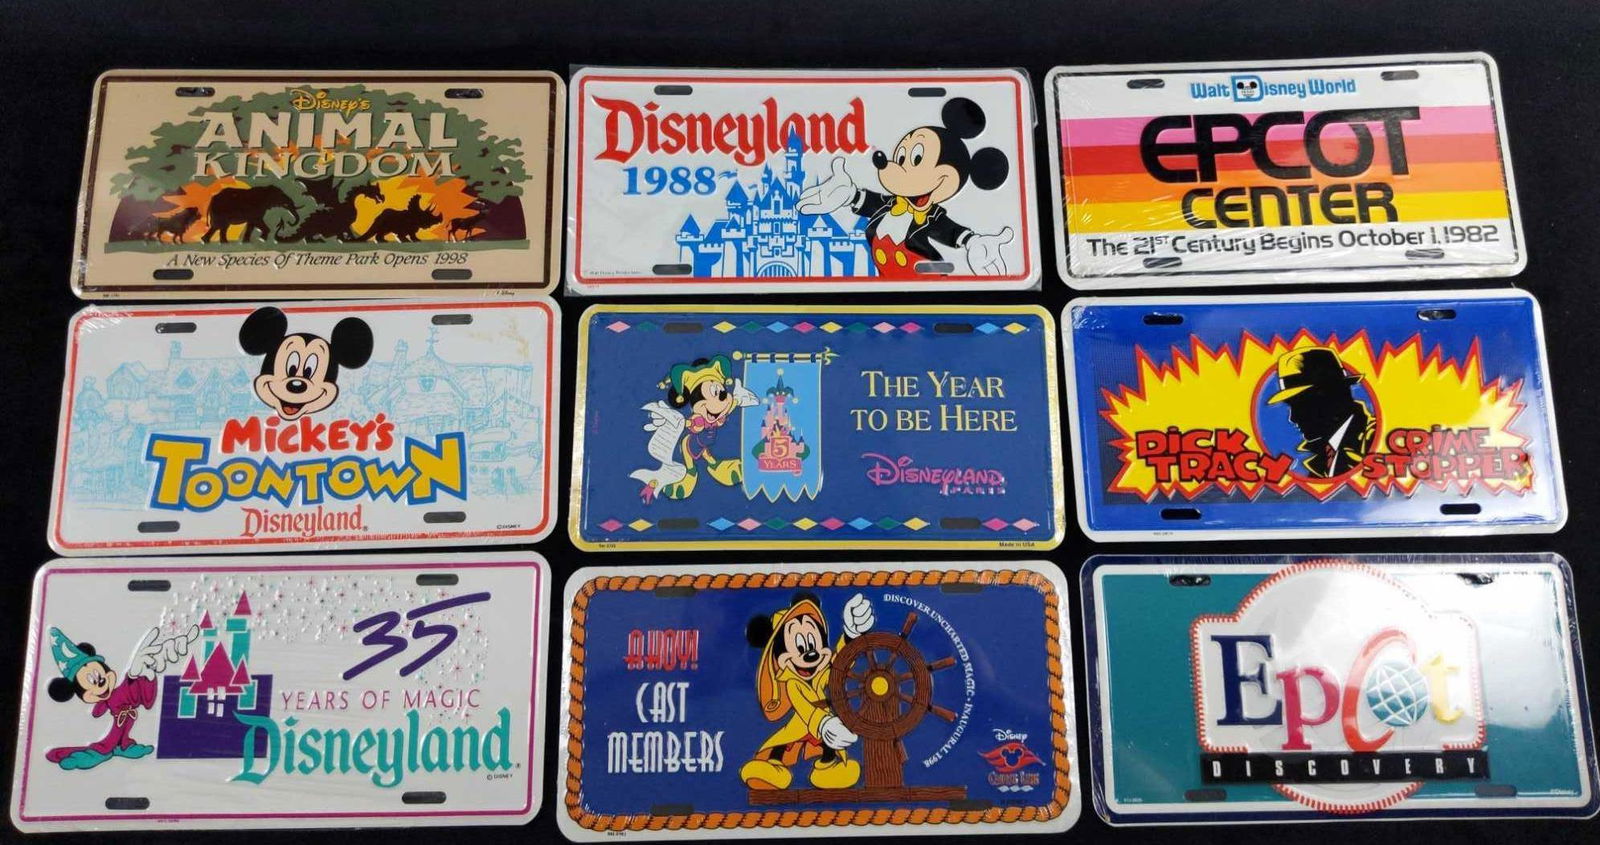 DISNEY'S
ANIMAL
KINGDOM
A New Species Of Theme Park Opens 1998
Disneyland
1988
Walt Disney World
EPCOT
CENTER
The 21ST Century Begins October 1, 1982
MICKEY'S
TOONTOWN
Disneyland®
© DISNEY
THE YEAR
TO BE HERE
5
YEARS
DISNEYLAND
PARIS
Made in USA
DICK
TRACY
CRIME
STOPPER
35
YEARS OF MAGIC
Disneyland®
© DISNEY
AHOY!
CAST
MEMBERS
DISCOVER UNCHARTED MAGIC • INAUGURAL 1998
Disney
CRUISE LINE
Epcot
DISCOVERY
©Disney